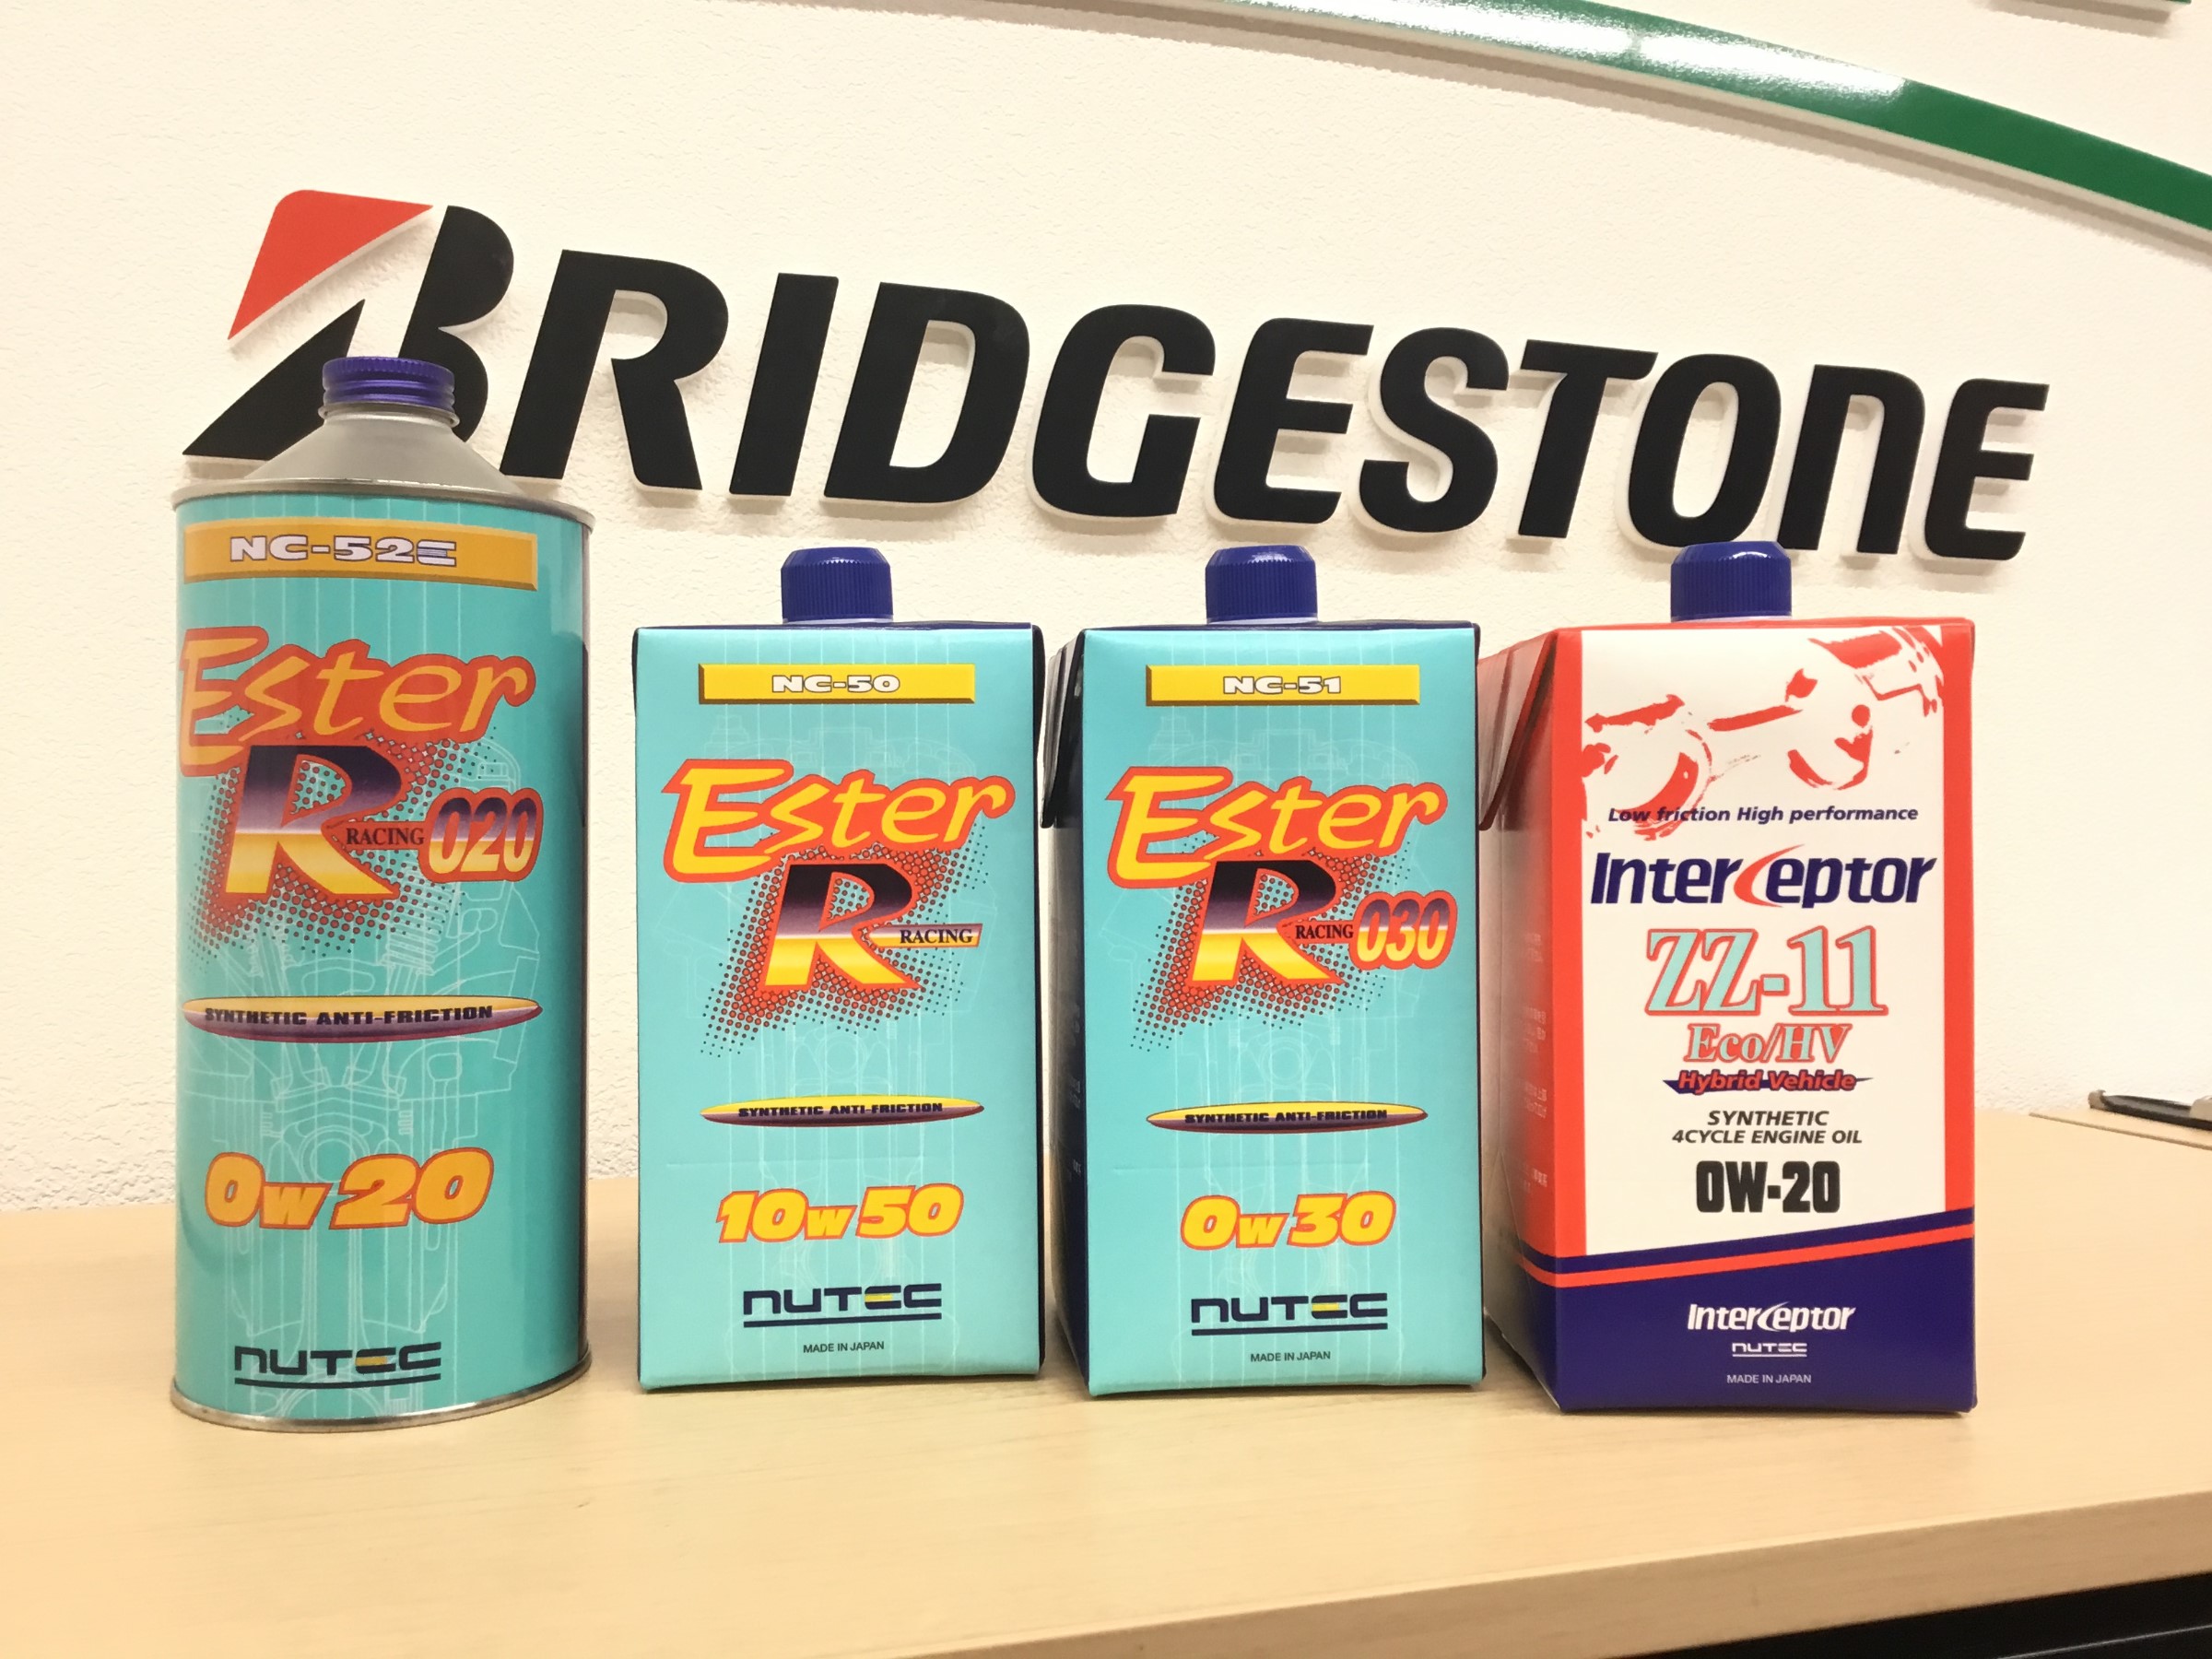 BRIDGESTONE
NC-52E
Ester
R
RACING 020
SYNTHETIC ANTI-FRICTION
0w20
NUTEC
NC-50
Ester
R
RACING
SYNTHETIC ANTI-FRICTION
10w50
NUTEC
MADE IN JAPAN
NC-51
Ester
R
RACING 030
SYNTHETIC ANTI-FRICTION
0w30
NUTEC
MADE IN JAPAN
Low friction High performance
Interceptor
ZZ-11
Eco/HV
Hybrid Vehicle
SYNTHETIC
4CYCLE ENGINE OIL
0W-20
Interceptor
NUTEC
MADE IN JAPAN